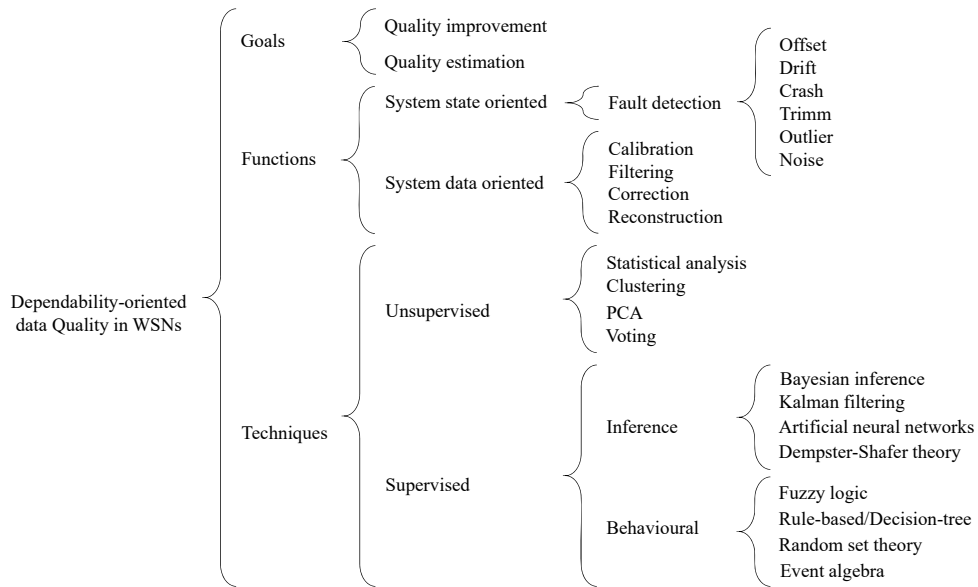 Dependability-oriented
data Quality in WSNs
Goals
Quality improvement
Quality estimation
Functions
System state oriented
Fault detection
Offset
Drift
Crash
Trimm
Outlier
Noise
System data oriented
Calibration
Filtering
Correction
Reconstruction
Techniques
Unsupervised
Statistical analysis
Clustering
PCA
Voting
Supervised
Inference
Bayesian inference
Kalman filtering
Artificial neural networks
Dempster-Shafer theory
Behavioural
Fuzzy logic
Rule-based/Decision-tree
Random set theory
Event algebra